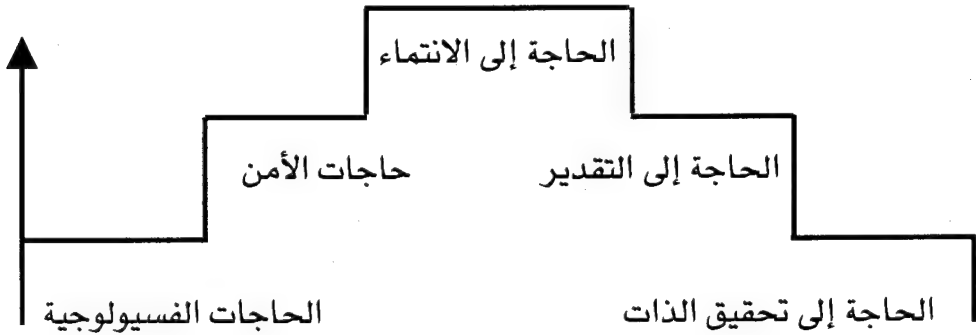 الحاجة إلى الانتماء
الحاجة إلى التقدير
حاجات الأمن
الحاجة إلى تحقيق الذات
الحاجات الفسيولوجية